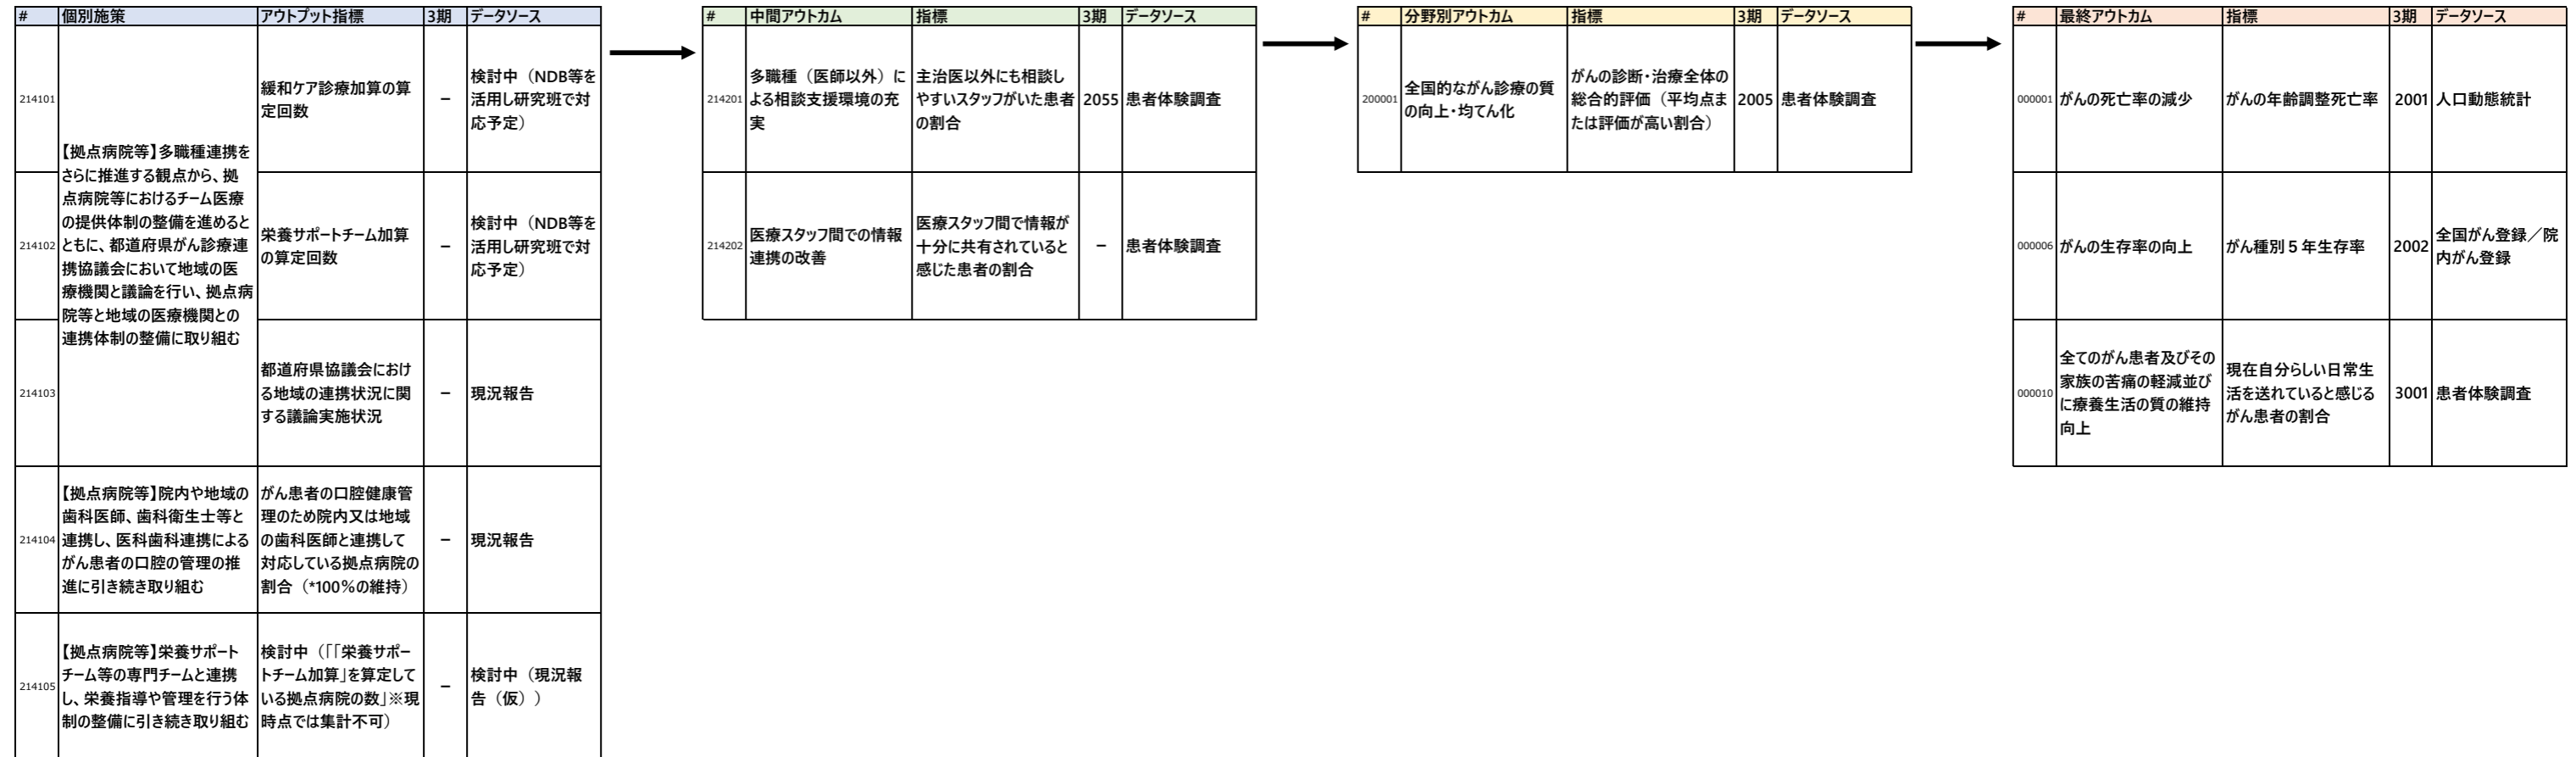 # 個別施策 アウトプット指標 3期 データソース
214101
【拠点病院等】多職種連携を
さらに推進する観点から、拠
点病院等におけるチーム医療
の提供体制の整備を進めると
ともに、都道府県がん診療連
携協議会において地域の医
療機関と議論を行い、拠点病
院等と地域の医療機関との
連携体制の整備に取り組む
緩和ケア診療加算の算
定回数
－
検討中（NDB等を
活用し研究班で対
応予定）
214102
栄養サポートチーム加算
の算定回数
－
検討中（NDB等を
活用し研究班で対
応予定）
214103
都道府県協議会におけ
る地域の連携状況に関
する議論実施状況
－
現況報告
214104
【拠点病院等】院内や地域の
歯科医師、歯科衛生士等と
連携し、医科歯科連携による
がん患者の口腔の管理の推
進に引き続き取り組む
がん患者の口腔健康管
理のため院内又は地域
の歯科医師と連携して
対応している拠点病院の
割合（*100％の維持）
－
現況報告
214105
【拠点病院等】栄養サポート
チーム等の専門チームと連携
し、栄養指導や管理を行う体
制の整備に引き続き取り組む
検討中（「「栄養サポー
トチーム加算」を算定して
いる拠点病院の数」※現
時点では集計不可）
－
検討中（現況報
告（仮））
# 中間アウトカム 指標 3期 データソース
214201
多職種（医師以外）に
よる相談支援環境の充
実
主治医以外にも相談し
やすいスタッフがいた患者
の割合
2055
患者体験調査
214202
医療スタッフ間での情報
連携の改善
医療スタッフ間で情報が
十分に共有されていると
感じた患者の割合
－
患者体験調査
# 分野別アウトカム 指標 3期 データソース
200001
全国的ながん診療の質
の向上・均てん化
がんの診断・治療全体の
総合的評価（平均点ま
たは評価が高い割合）
2005
患者体験調査
# 最終アウトカム 指標 3期 データソース
000001
がんの死亡率の減少
がんの年齢調整死亡率
2001
人口動態統計
000006
がんの生存率の向上
がん種別５年生存率
2002
全国がん登録／院
内がん登録
000010
全てのがん患者及びその
家族の苦痛の軽減並び
に療養生活の質の維持
向上
現在自分らしい日常生
活を送れていると感じる
がん患者の割合
3001
患者体験調査